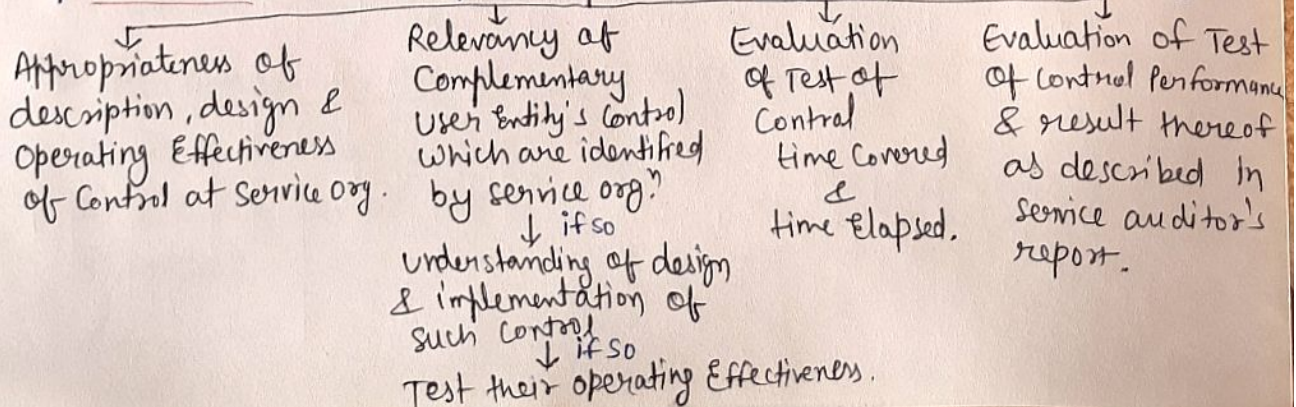 Appropriateness of
description, design &
Operating Effectiveness
of Control at Service org.
Relevancy of
Complementary
User Entity's Control
which are identified
by service orgⁿ
↓ if so
understanding of design
& implementation of
such control
↓ if so
Test their operating Effectiveness.
Evaluation
of Test of
Control
time Covered
&
time Elapsed.
Evaluation of Test
of Control Performance
& result thereof
as described in
service auditor's
report.